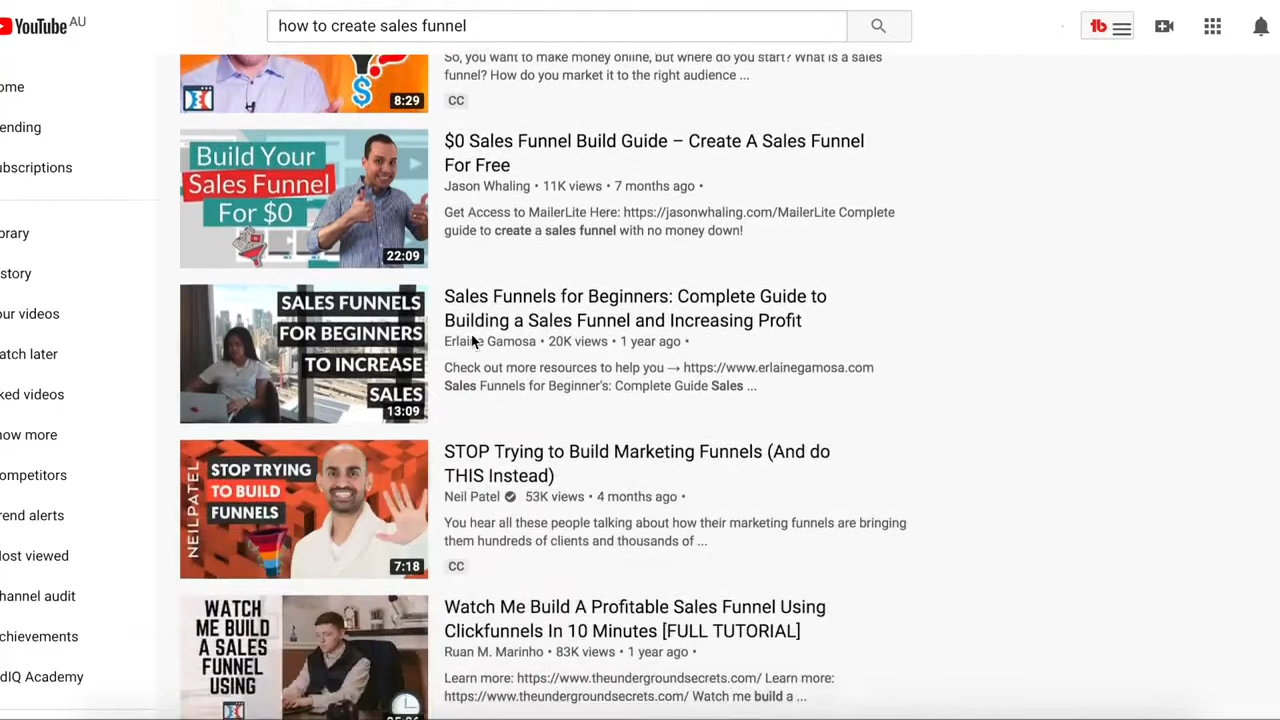 YouTube AU
how to create sales funnel
tb
ome
ending
ubscriptions
brary
story
our videos
atch later
ked videos
how more
ompetitors
rend alerts
lost viewed
hannel audit
chievements
dIQ Academy
So, you want to make money online, but where do you start? What is a sales
funnel? How do you market it to the right audience ...
$
8:29
CC
Build Your
Sales Funnel
For $0
22:09
$0 Sales Funnel Build Guide – Create A Sales Funnel
For Free
Jason Whaling • 11K views • 7 months ago •
Get Access to MailerLite Here: https://jasonwhaling.com/MailerLite Complete
guide to create a sales funnel with no money down!
SALES FUNNELS
FOR BEGINNERS
TO INCREASE
SALES
13:09
Sales Funnels for Beginners: Complete Guide to
Building a Sales Funnel and Increasing Profit
Erlaine Gamosa • 20K views • 1 year ago •
Check out more resources to help you → https://www.erlainegamosa.com
Sales Funnels for Beginner's: Complete Guide Sales ...
NEILPATEL
STOP TRYING
TO BUILD
FUNNELS
7:18
STOP Trying to Build Marketing Funnels (And do
THIS Instead)
Neil Patel 53K views • 4 months ago •
You hear all these people talking about how their marketing funnels are bringing
them hundreds of clients and thousands of ...
CC
WATCH
ME BUILD
A SALES
FUNNEL
USING
Watch Me Build A Profitable Sales Funnel Using
Clickfunnels In 10 Minutes [FULL TUTORIAL]
Ruan M. Marinho • 83K views • 1 year ago •
Learn more: https://www.theundergroundsecrets.com/ Learn more:
https://www.theundergroundsecrets.com/ Watch me build a ...